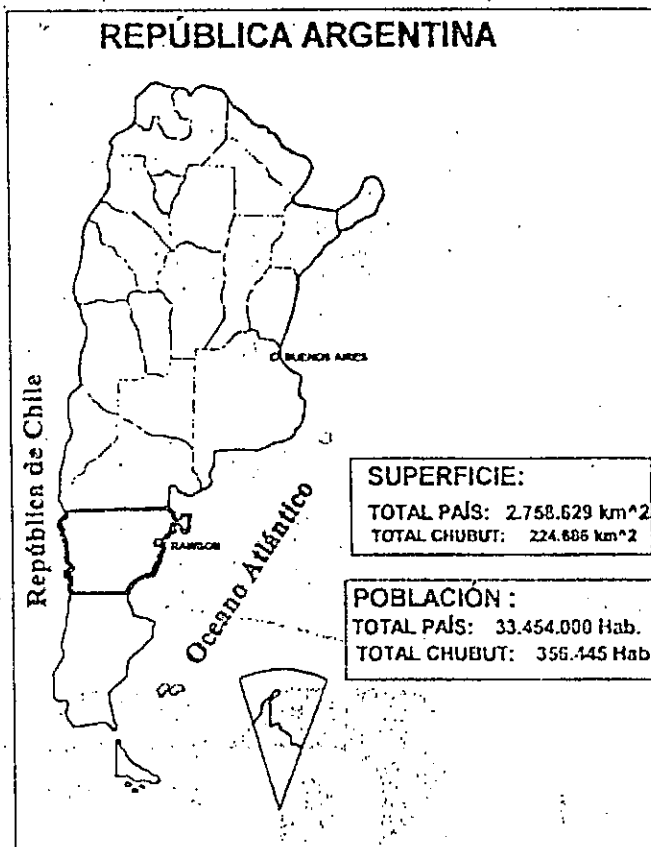 REPÚBLICA ARGENTINA
BUENOS AIRES
República de Chile
RAWSON
Oceano Atlántico
SUPERFICIE:
TOTAL PAÍS: 2.758.829 km^2
TOTAL CHUBUT: 224.686 km^2
POBLACIÓN :
TOTAL PAÍS: 33.454.000 Hab.
TOTAL CHUBUT: 356.445 Hab